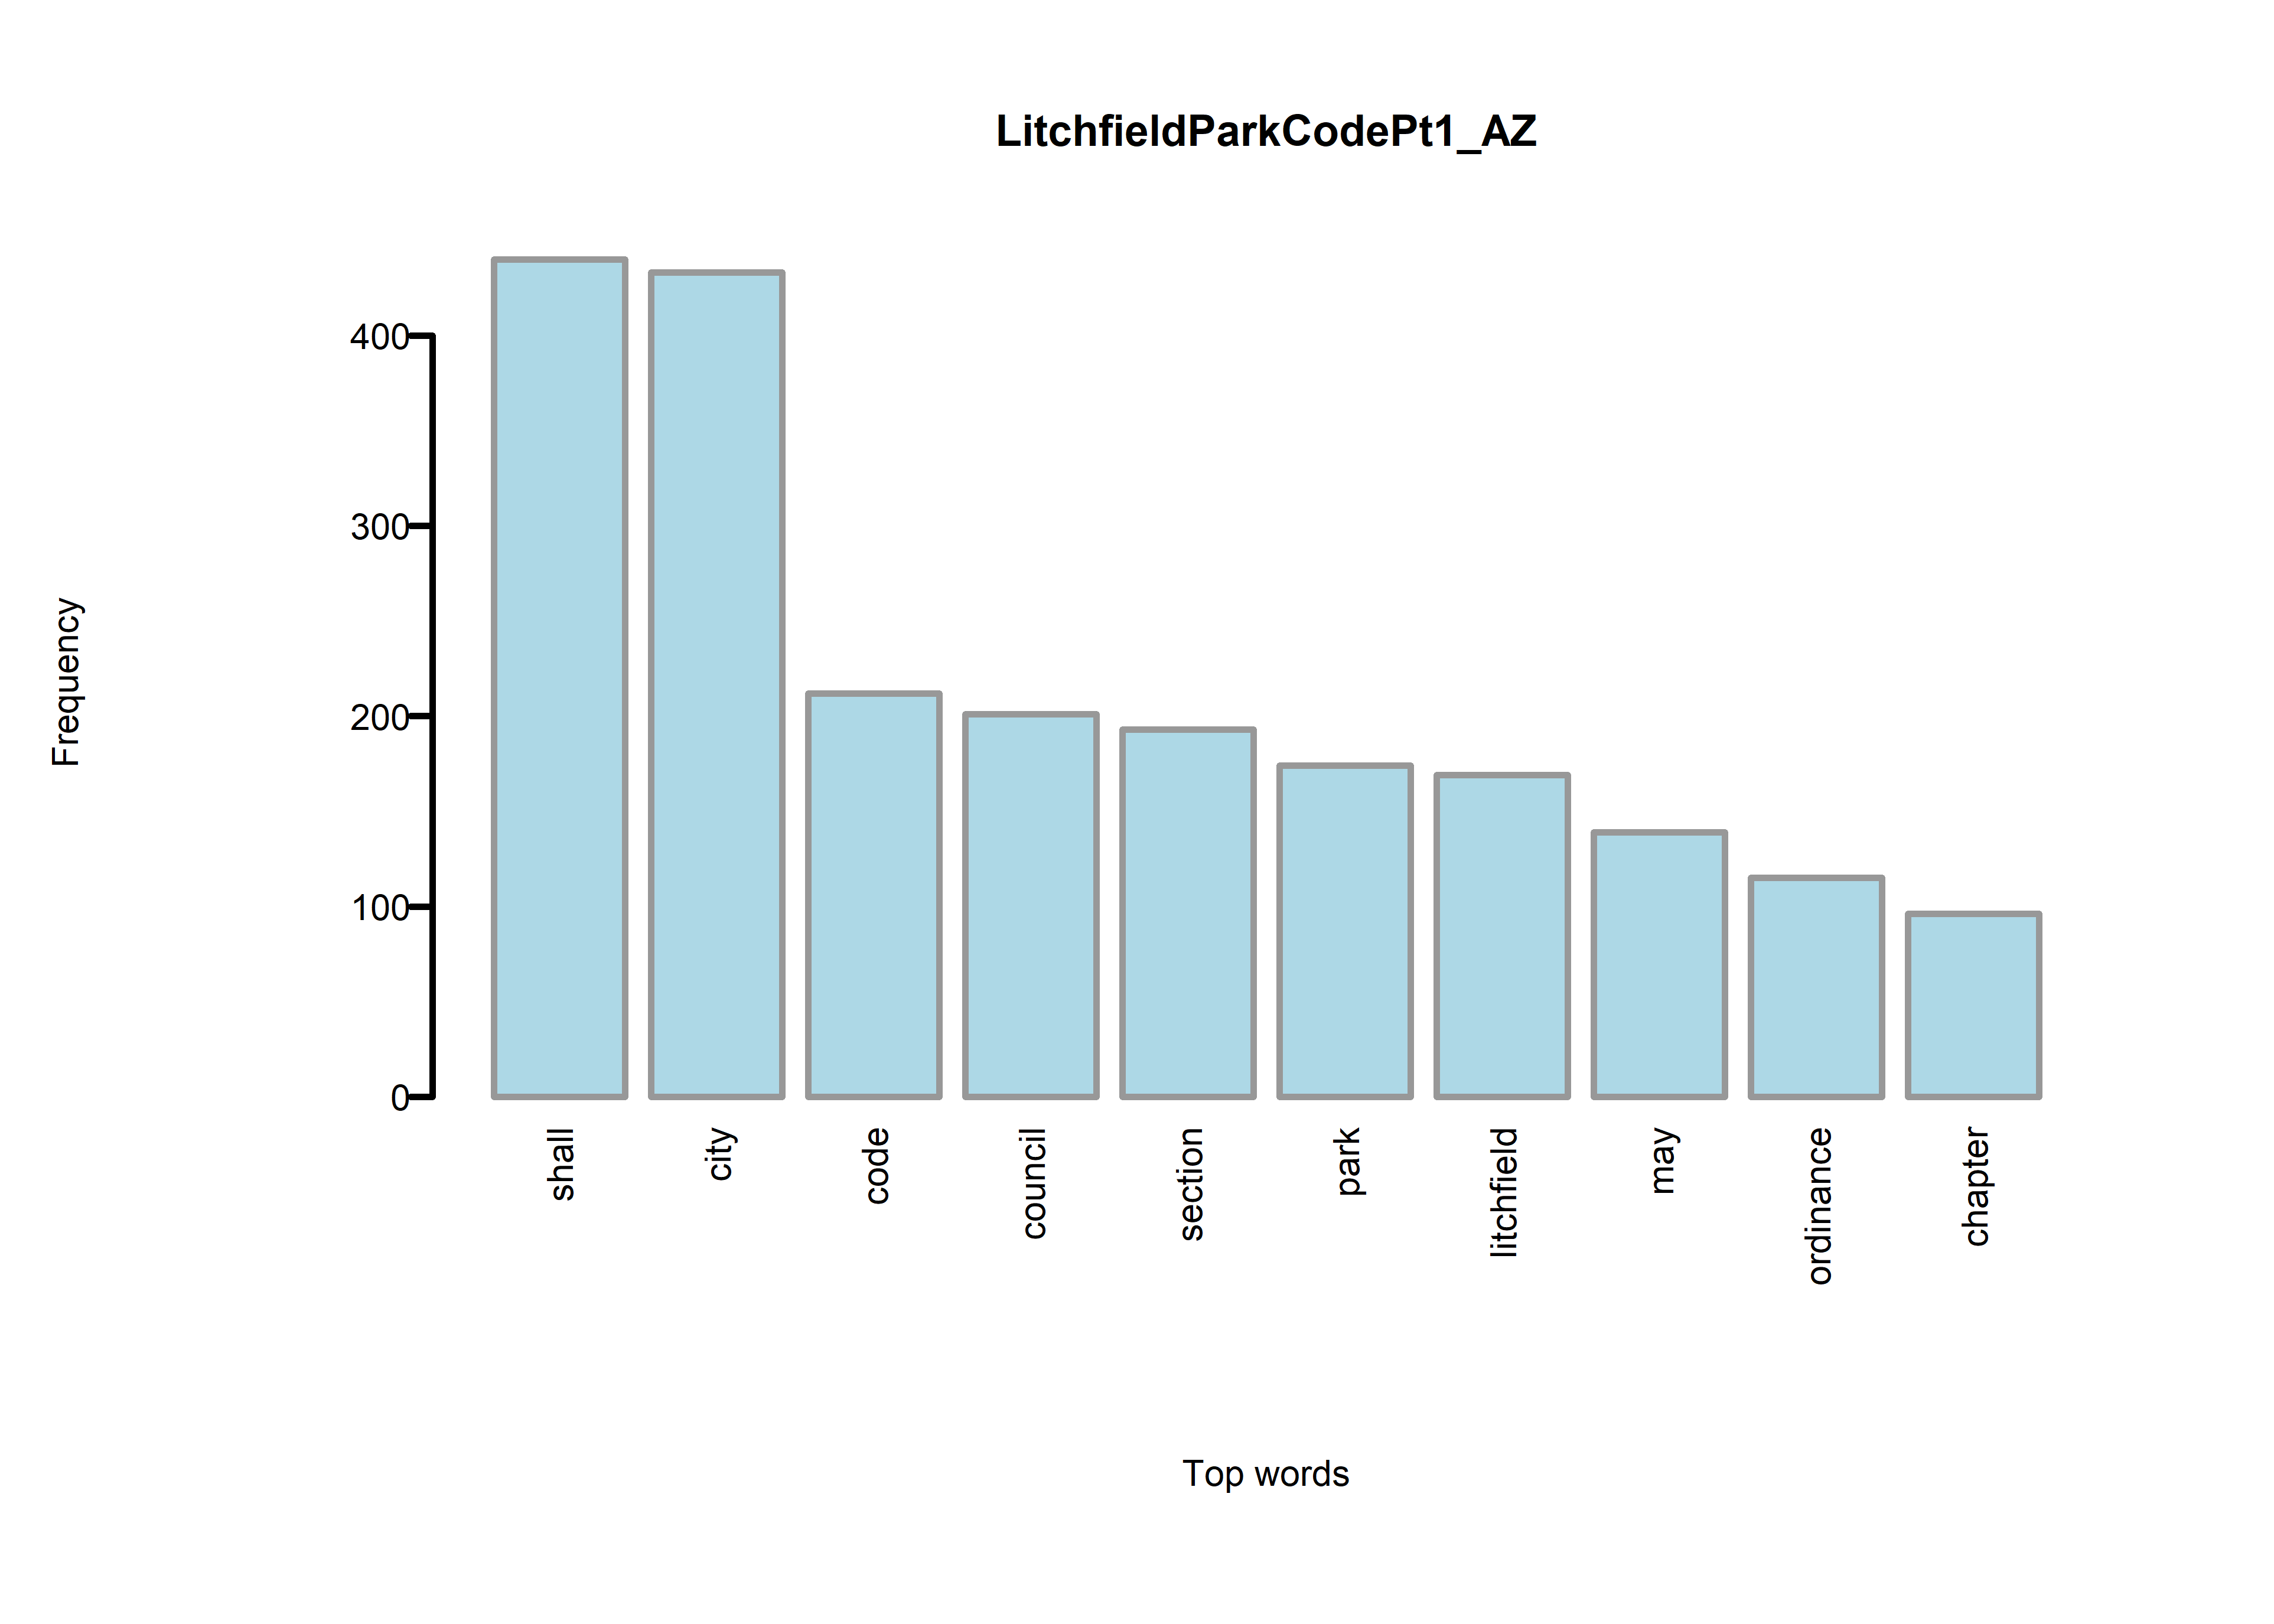 LitchfieldParkCodePt1_AZ
Frequency
400
300
200
100
0
shall
city
code
council
section
park
litchfield
may
ordinance
chapter
Top words